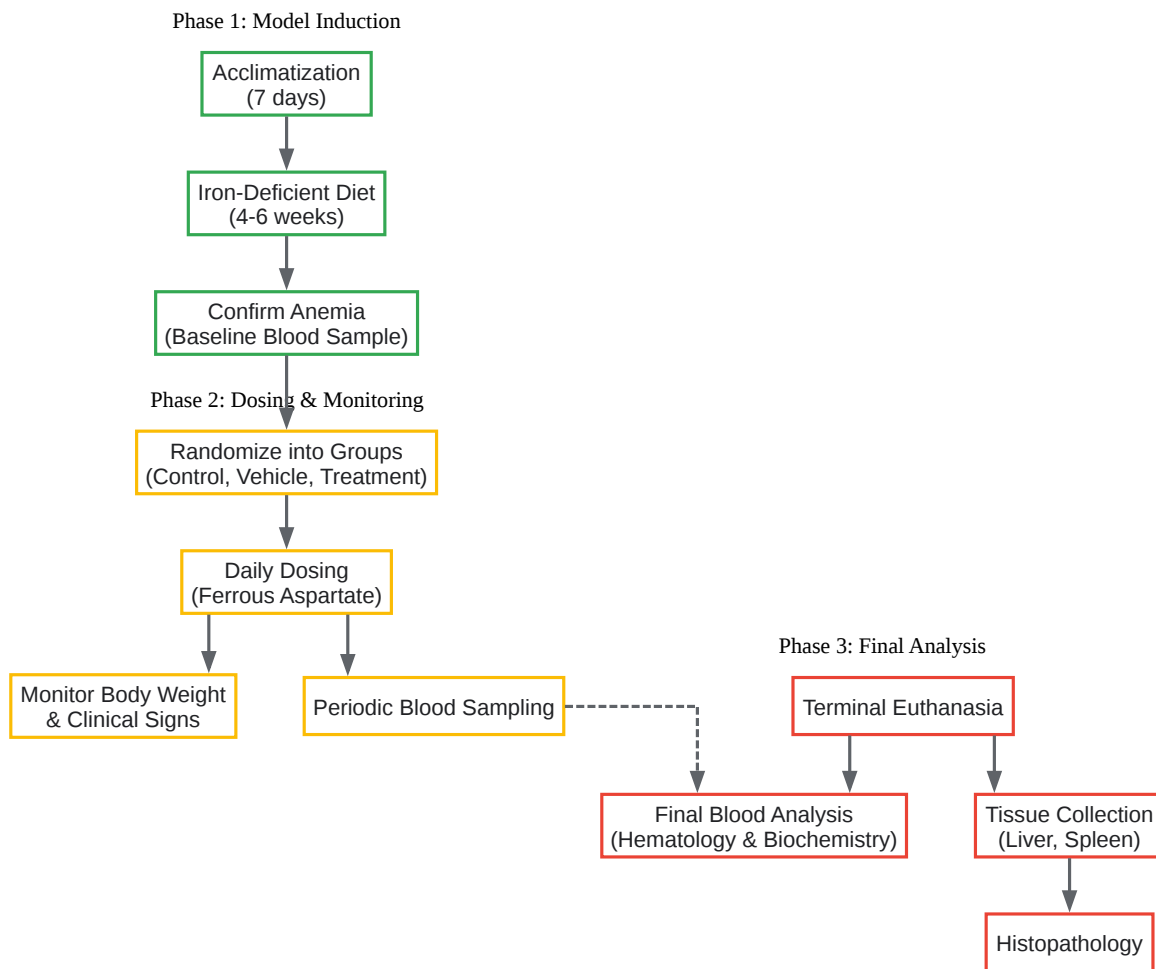 Phase 1: Model Induction
Acclimatization
(7 days)
Iron-Deficient Diet
(4-6 weeks)
Confirm Anemia
(Baseline Blood Sample)
Phase 2: Dosing & Monitoring
Randomize into Groups
(Control, Vehicle, Treatment)
Daily Dosing
(Ferrous Aspartate)
Monitor Body Weight
& Clinical Signs
Periodic Blood Sampling
Phase 3: Final Analysis
Terminal Euthanasia
Final Blood Analysis
(Hematology & Biochemistry)
Tissue Collection
(Liver, Spleen)
Histopathology